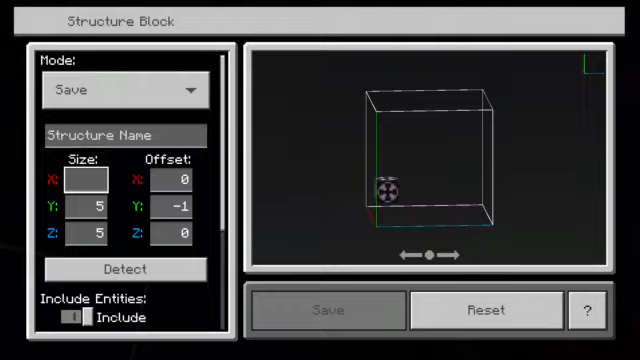 Structure Block
Mode:
Save
Structure Name
Size: Offset:
X: X: 0
Y: 5 Y: -1
Z: 5 Z: 0
Detect
Include Entities:
Include
Save Reset ?